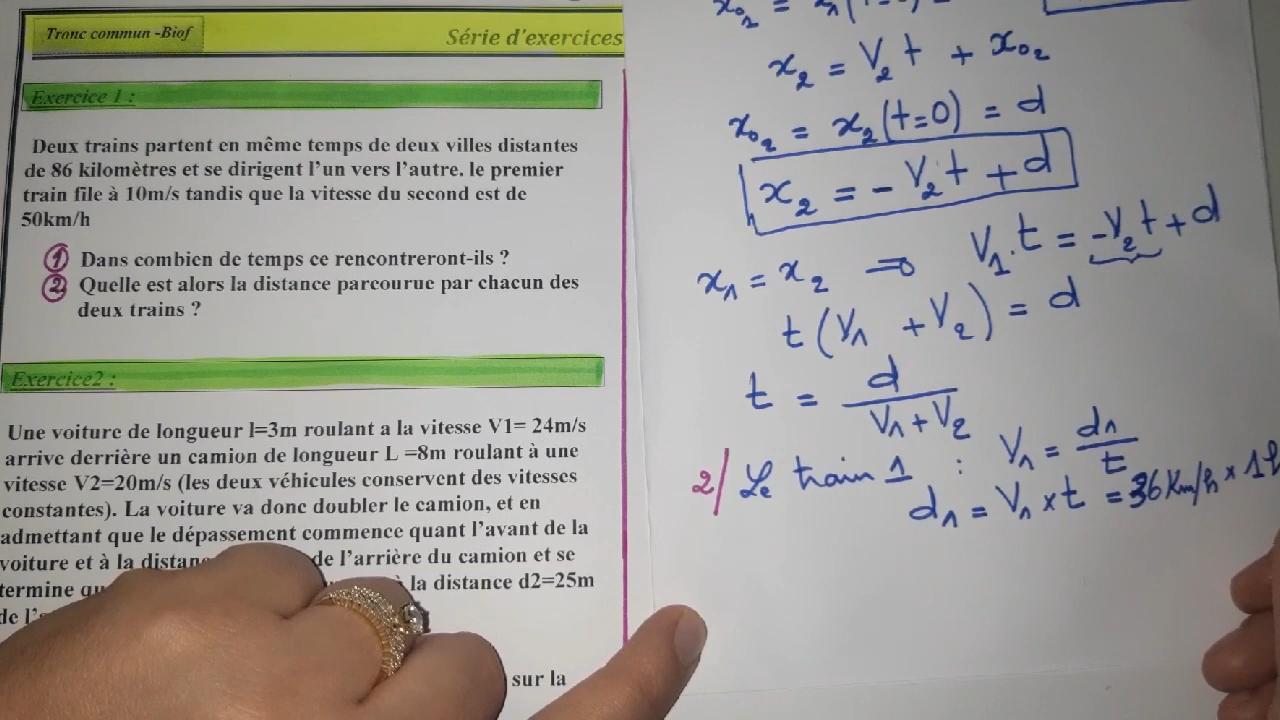 Tronc commun -Biof
Série d'exercices
Exercice 1 :
Deux trains partent en même temps de deux villes distantes
de 86 kilomètres et se dirigent l'un vers l'autre. le premier
train file à 10m/s tandis que la vitesse du second est de
50km/h
1 Dans combien de temps ce rencontreront-ils ?
2 Quelle est alors la distance parcourue par chacun des
deux trains ?
Exercice2 :
Une voiture de longueur l=3m roulant a la vitesse V1= 24m/s
arrive derrière un camion de longueur L =8m roulant à une
vitesse V2=20m/s (les deux véhicules conservent des vitesses
constantes). La voiture va donc doubler le camion, et en
admettant que le dépassement commence quant l'avant de la
voiture et à la de l'arrière du camion et se
termine la distance d2=25m
de
sur la
x₂ = V₂ t + x₀₂
x₀₂ = x₂(t=0) = d
x₂ = - V₂t + d
x₁ = x₂ ⇒ V₁.t = -V₂t + d
t(V₁ + V₂) = d
t = d / (V₁ + V₂)
2/ Le train 1 : V₁ = d₁ / t
d₁ = V₁ × t = 36 Km/h × 1